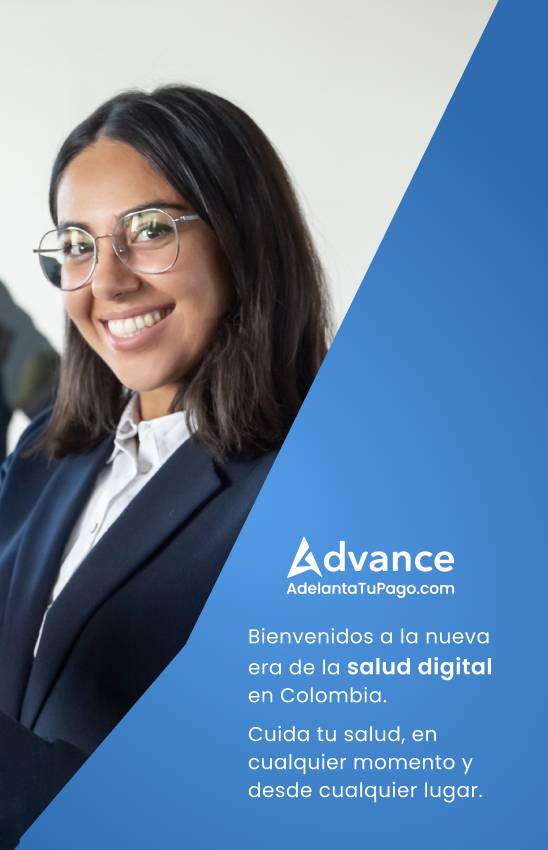 Advance
AdelantaTuPago.com
Bienvenidos a la nueva
era de la salud digital
en Colombia.
Cuida tu salud, en
cualquier momento y
desde cualquier lugar.